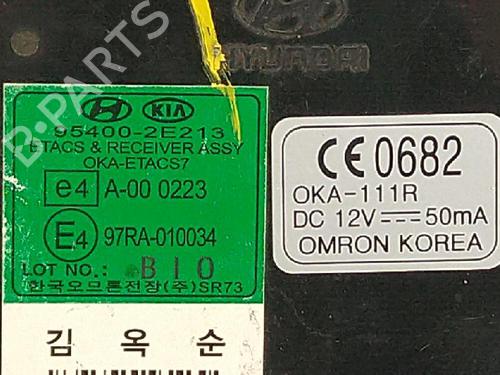 HYUNDAI
KIA
95400-2E213
ETACS & RECEIVER ASSY
OKA-ETACS7
e4 A-00 0223
E4 97RA-010034
LOT NO.: B10
한국오므론전장(주)SR73
김 옥 순
CE0682
OKA-111R
DC 12V 50mA
OMRON KOREA
B-PARTS